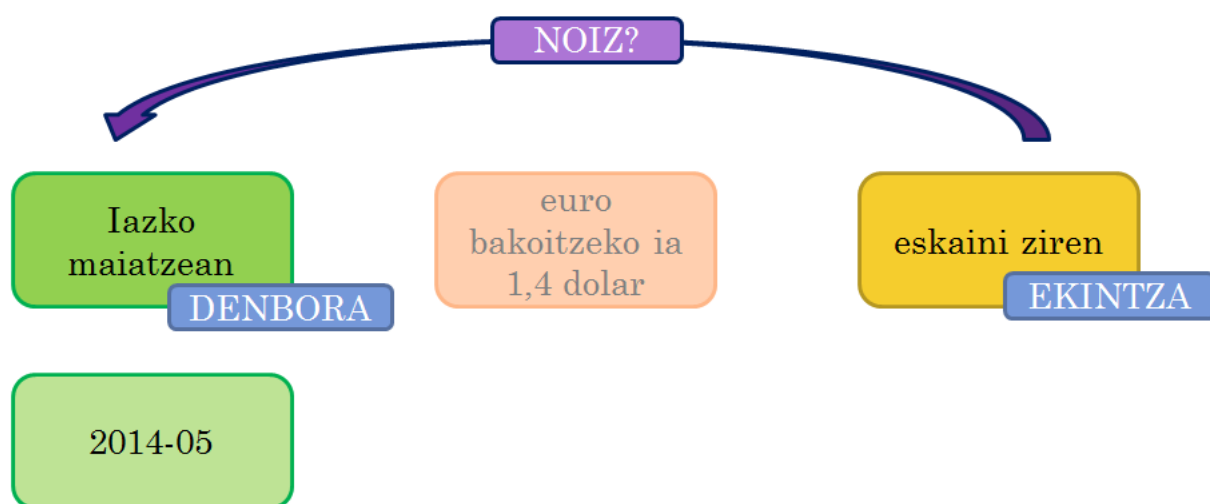 NOIZ?
Iazko
maiatzean
DENBORA
euro
bakoitzeko ia
1,4 dolar
eskaini ziren
EKINTZA
2014-05